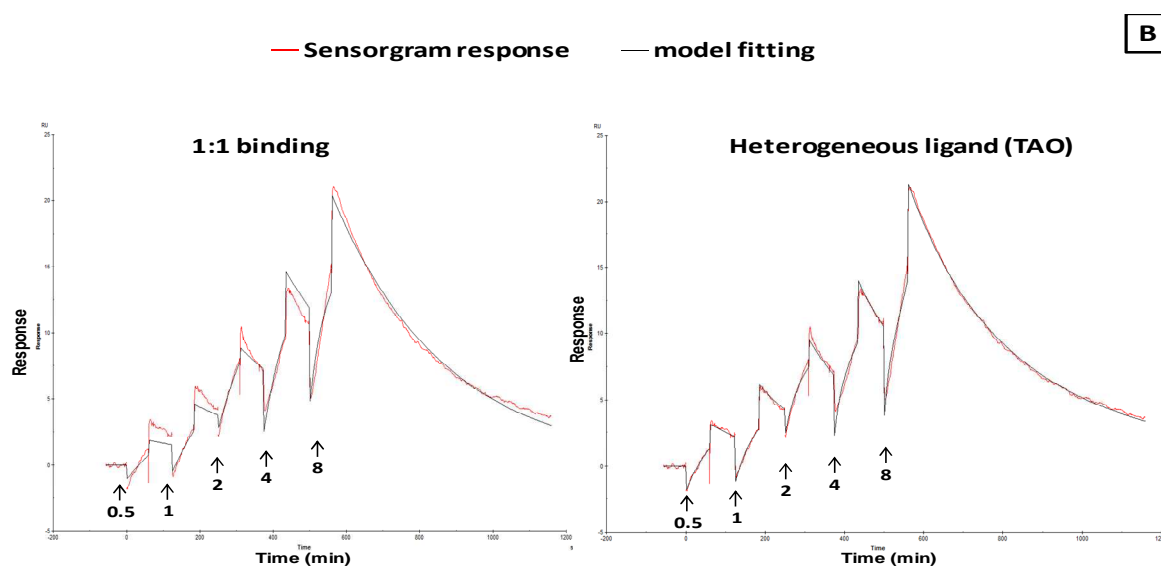 Sensorgram response
model fitting
B
RU
1:1 binding
25
20
15
10
5
0
-5
Response
Response
0.5
1
2
4
8
-200
0
200
400
600
800
1000
1200
Time
s
Time (min)
RU
Heterogeneous ligand (TAO)
25
20
15
10
5
0
-5
Response
Response
0.5
1
2
4
8
-200
0
200
400
600
800
1000
Time
Time (min)